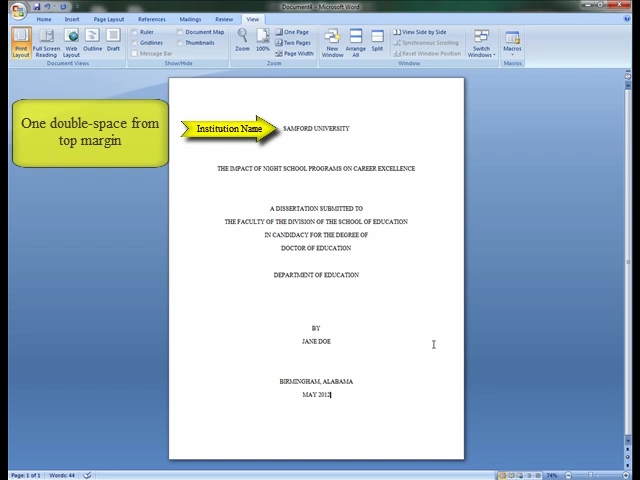 Document4 - Microsoft Word
Home Insert Page Layout References Mailings Review View
Print Layout
Full Screen Reading
Web Layout
Outline
Draft
Document Views
Ruler
Gridlines
Message Bar
Document Map
Thumbnails
Show/Hide
Zoom
100%
One Page
Two Pages
Page Width
Zoom
New Window
Arrange All
Split
View Side by Side
Synchronous Scrolling
Reset Window Position
Window
Switch Windows
Macros
Macros
One double-space from
top margin
Institution Name
SAMFORD UNIVERSITY
THE IMPACT OF NIGHT SCHOOL PROGRAMS ON CAREER EXCELLENCE
A DISSERTATION SUBMITTED TO
THE FACULTY OF THE DIVISION OF THE SCHOOL OF EDUCATION
IN CANDIDACY FOR THE DEGREE OF
DOCTOR OF EDUCATION
DEPARTMENT OF EDUCATION
BY
JANE DOE
BIRMINGHAM, ALABAMA
MAY 2012
Page: 1 of 1 Words: 44
74%